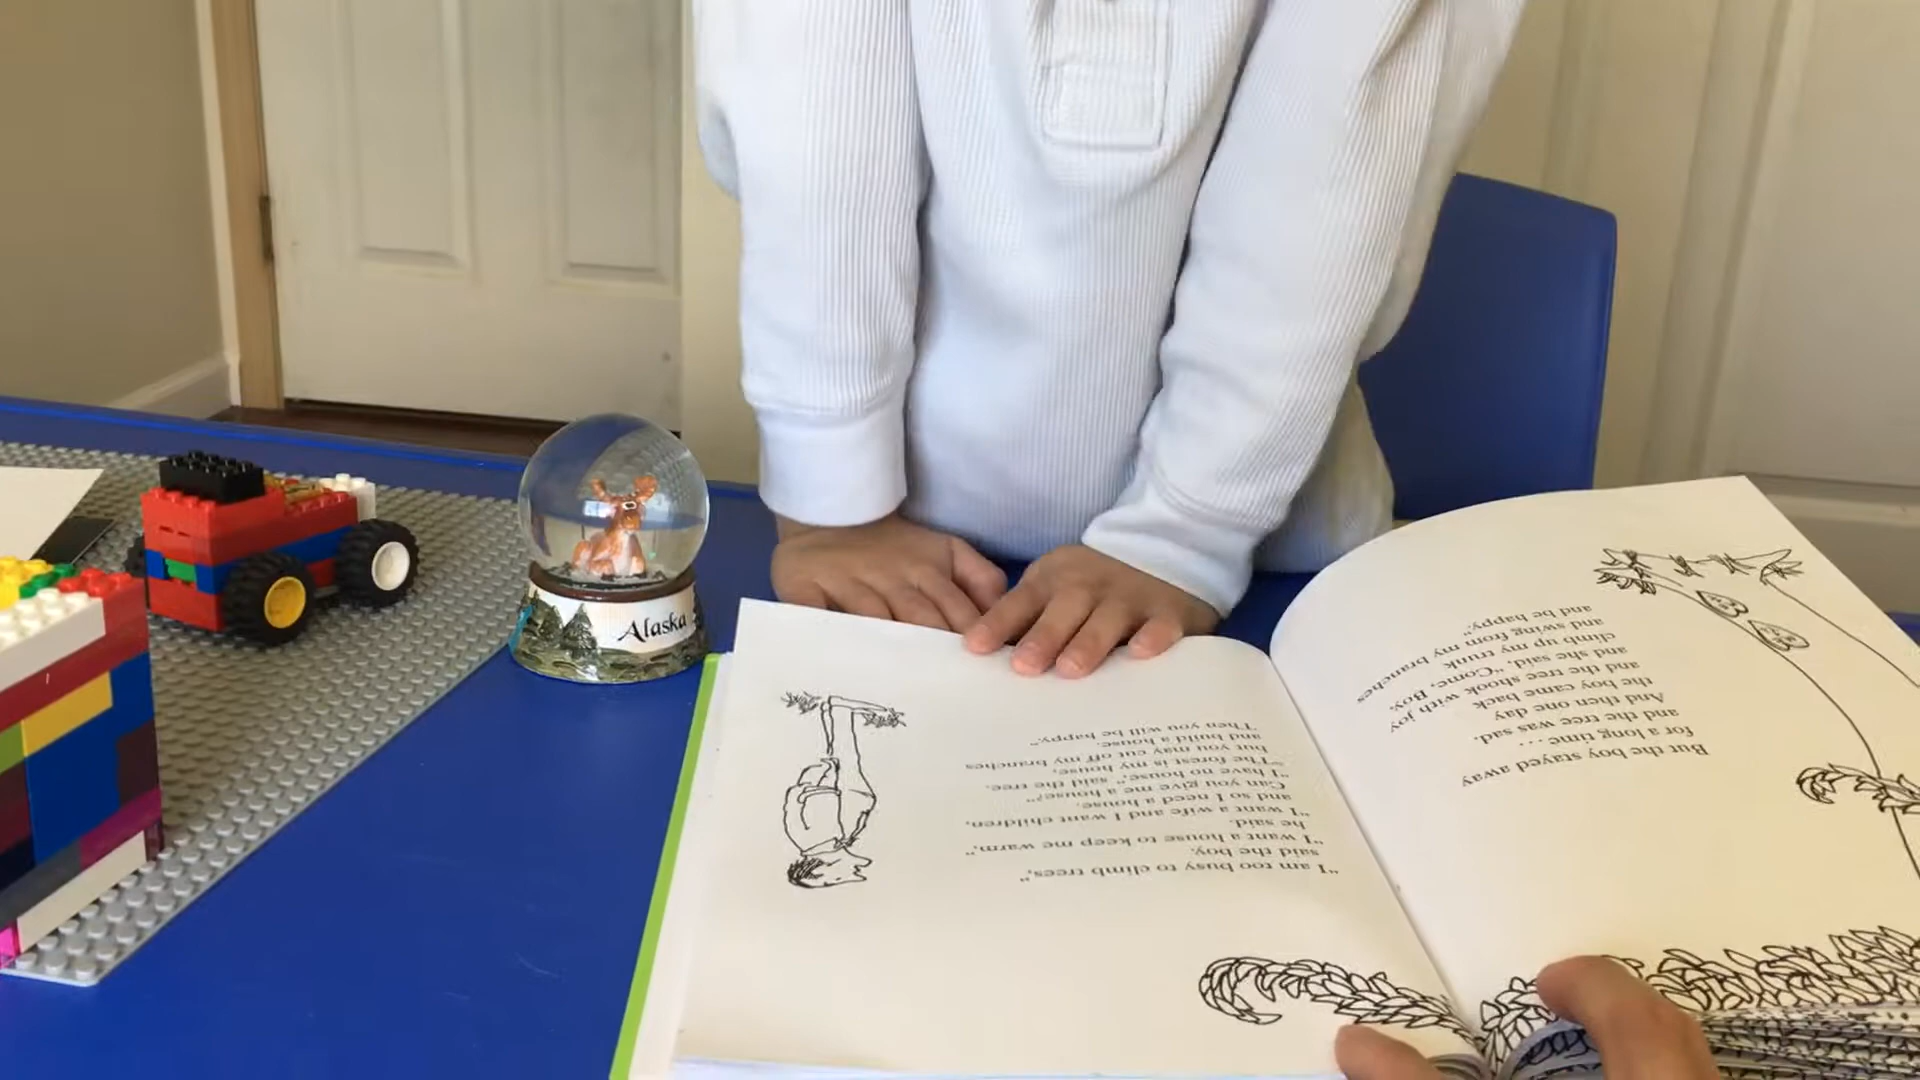 Alaska
But the boy stayed away
for a long time. . . .
and the tree was sad.
And then one day
the boy came back
and the tree shook with joy
and she said, "Come, Boy,
climb up my trunk
and swing from my branches
and be happy."
"I am too busy to climb trees,"
said the boy.
"I want a house to keep me warm,"
he said.
"I want a wife and I want children,
and so I need a house.
Can you give me a house?"
"I have no house," said the tree.
"The forest is my house,
but you may cut off my branches
and build a house.
Then you will be happy."